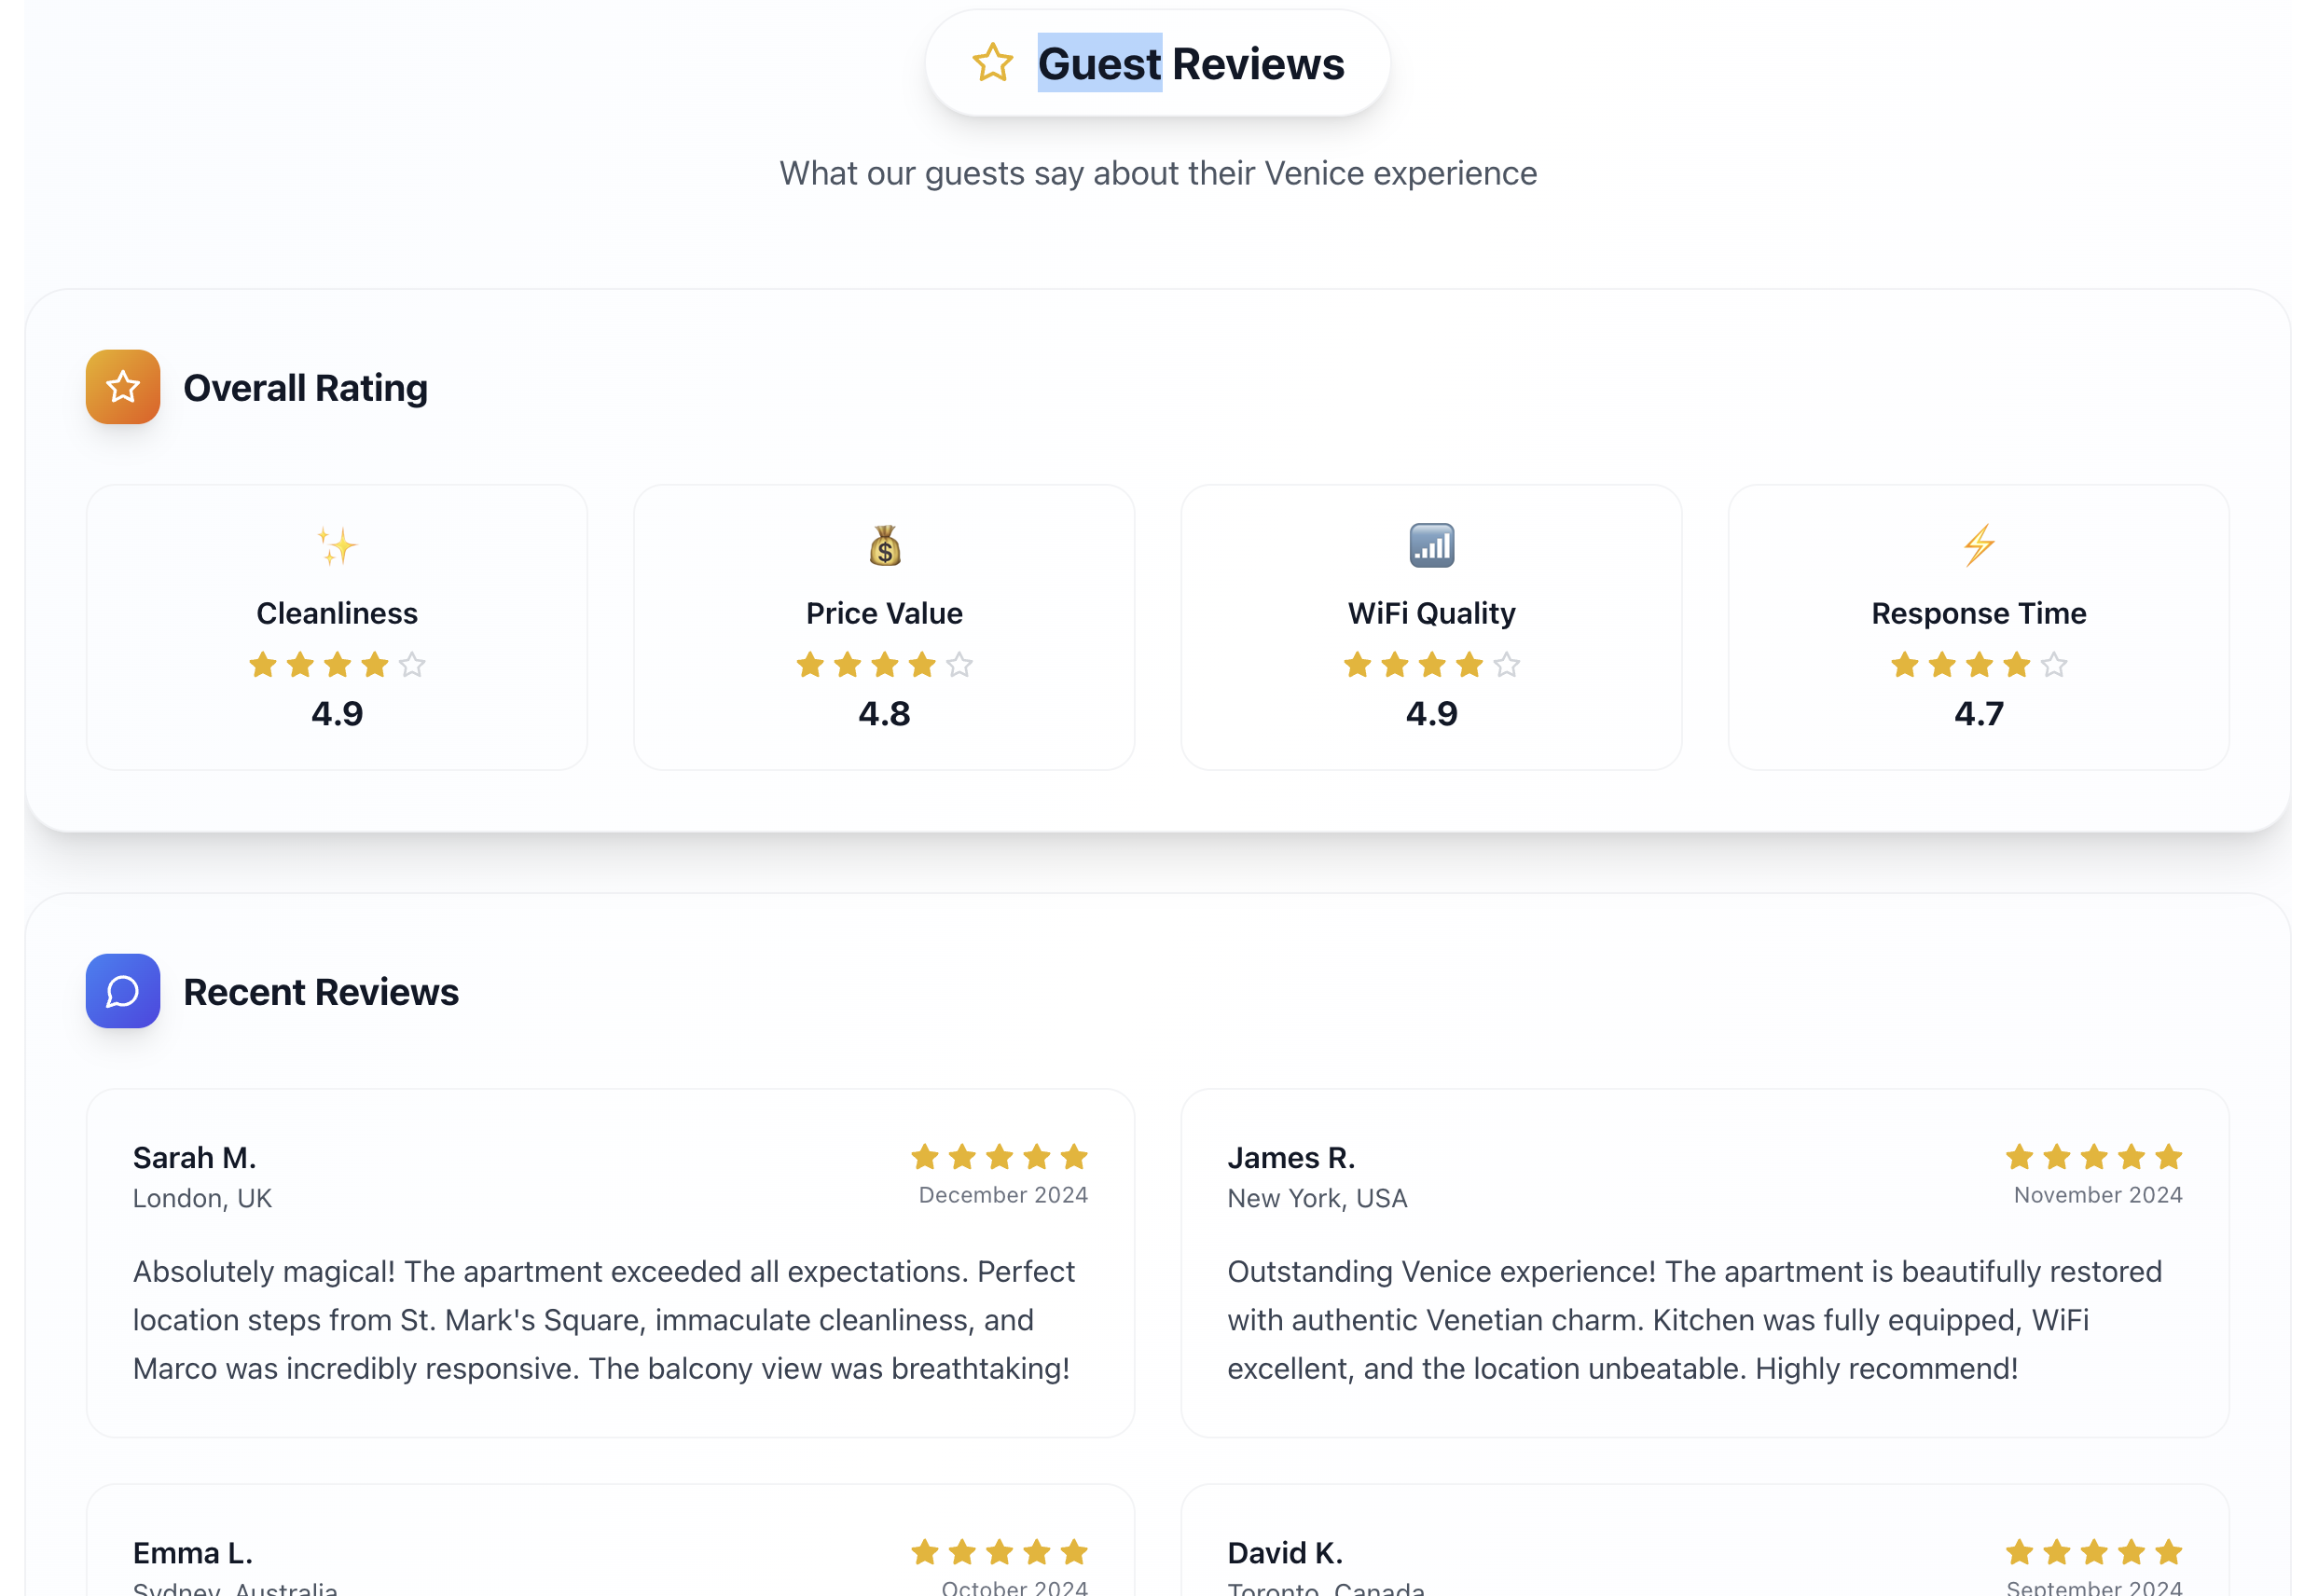 Guest Reviews
What our guests say about their Venice experience
Overall Rating
Cleanliness
4.9
Price Value
4.8
WiFi Quality
4.9
Response Time
4.7
Recent Reviews
Sarah M.
London, UK
December 2024
Absolutely magical! The apartment exceeded all expectations. Perfect
location steps from St. Mark's Square, immaculate cleanliness, and
Marco was incredibly responsive. The balcony view was breathtaking!
James R.
New York, USA
November 2024
Outstanding Venice experience! The apartment is beautifully restored
with authentic Venetian charm. Kitchen was fully equipped, WiFi
excellent, and the location unbeatable. Highly recommend!
Emma L.
Sydney, Australia
October 2024
David K.
Toronto, Canada
September 2024